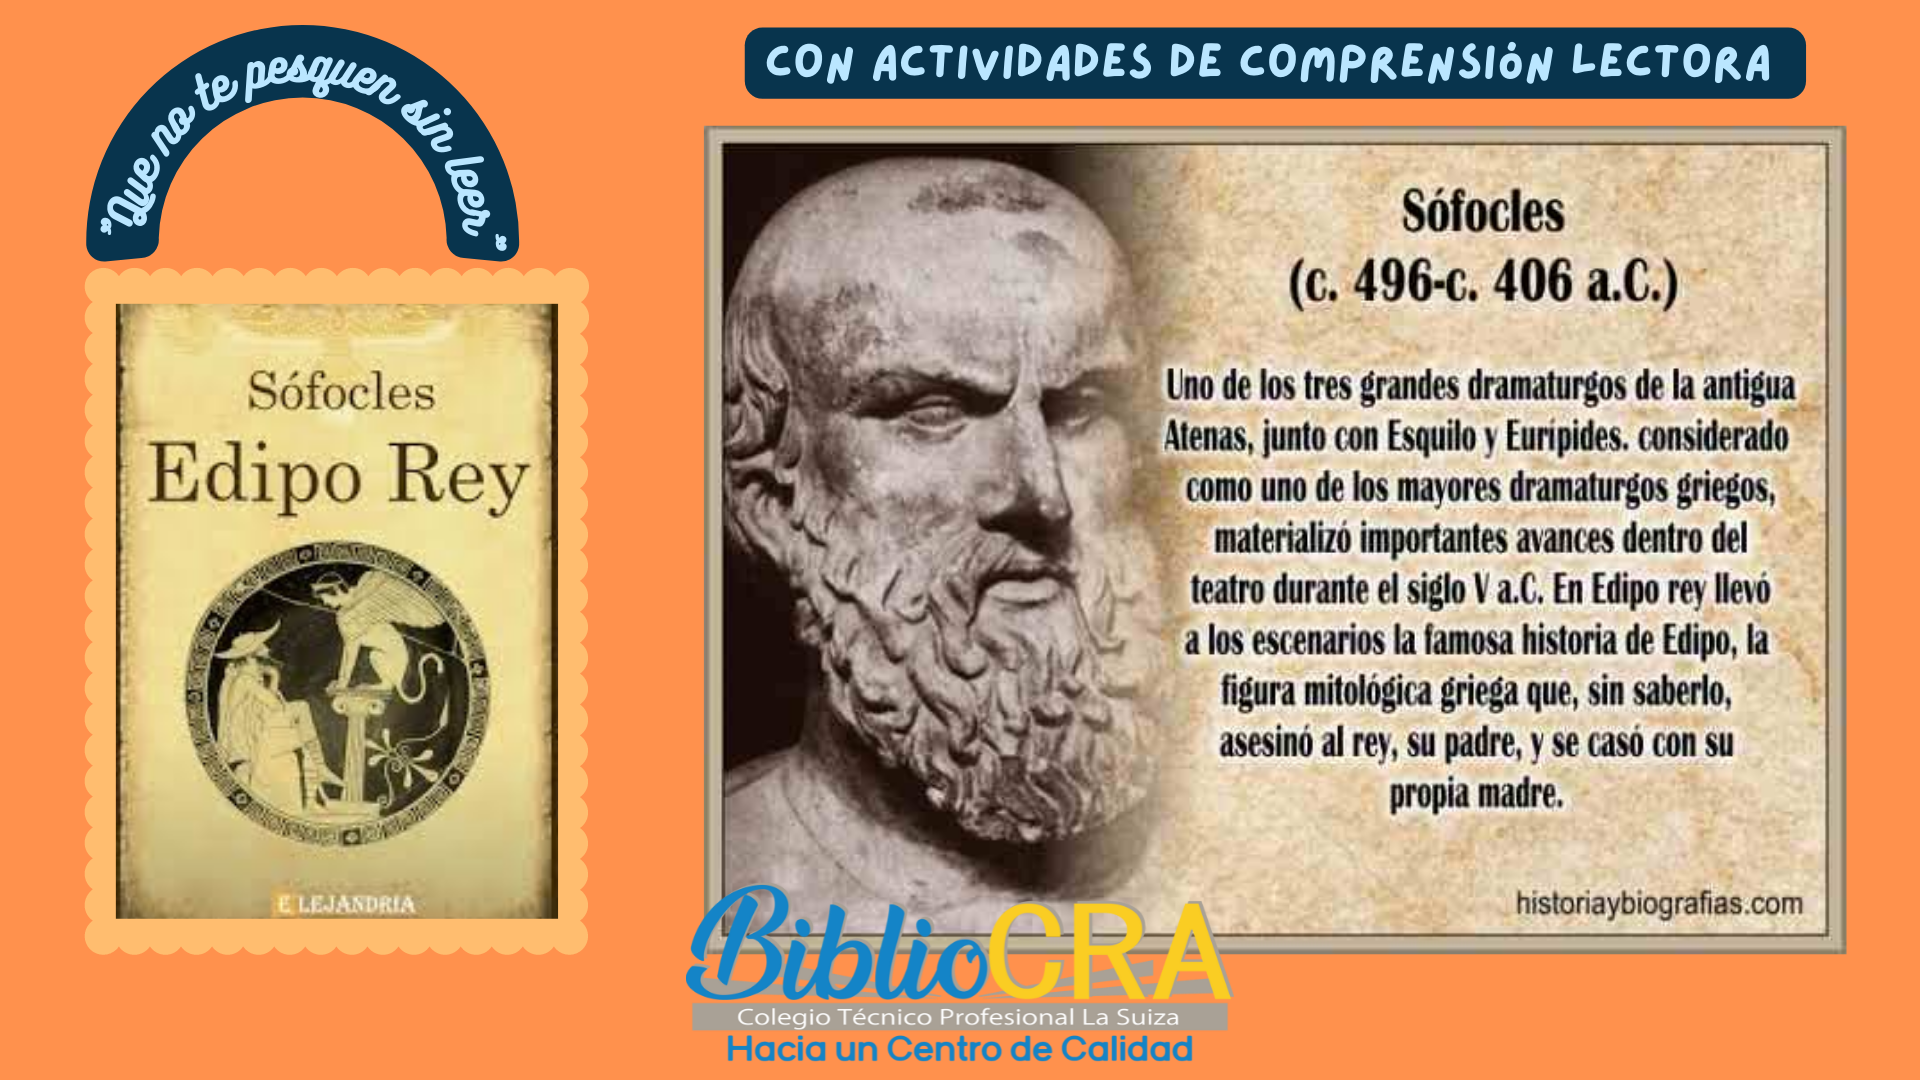 "Que no te pesquen sin leer"
CON ACTIVIDADES DE COMPRENSIÓN LECTORA
Sófocles
Edipo Rey
E LEJANDRIA
Sófocles
(c. 496-c. 406 a.C.)
Uno de los tres grandes dramaturgos de la antigua
Atenas, junto con Esquilo y Eurípides. considerado
como uno de los mayores dramaturgos griegos,
materializó importantes avances dentro del
teatro durante el siglo V a.C. En Edipo rey llevó
a los escenarios la famosa historia de Edipo, la
figura mitológica griega que, sin saberlo,
asesinó al rey, su padre, y se casó con su
propia madre.
historiaybiografias.com
BiblioCRA
Colegio Técnico Profesional La Suiza
Hacia un Centro de Calidad